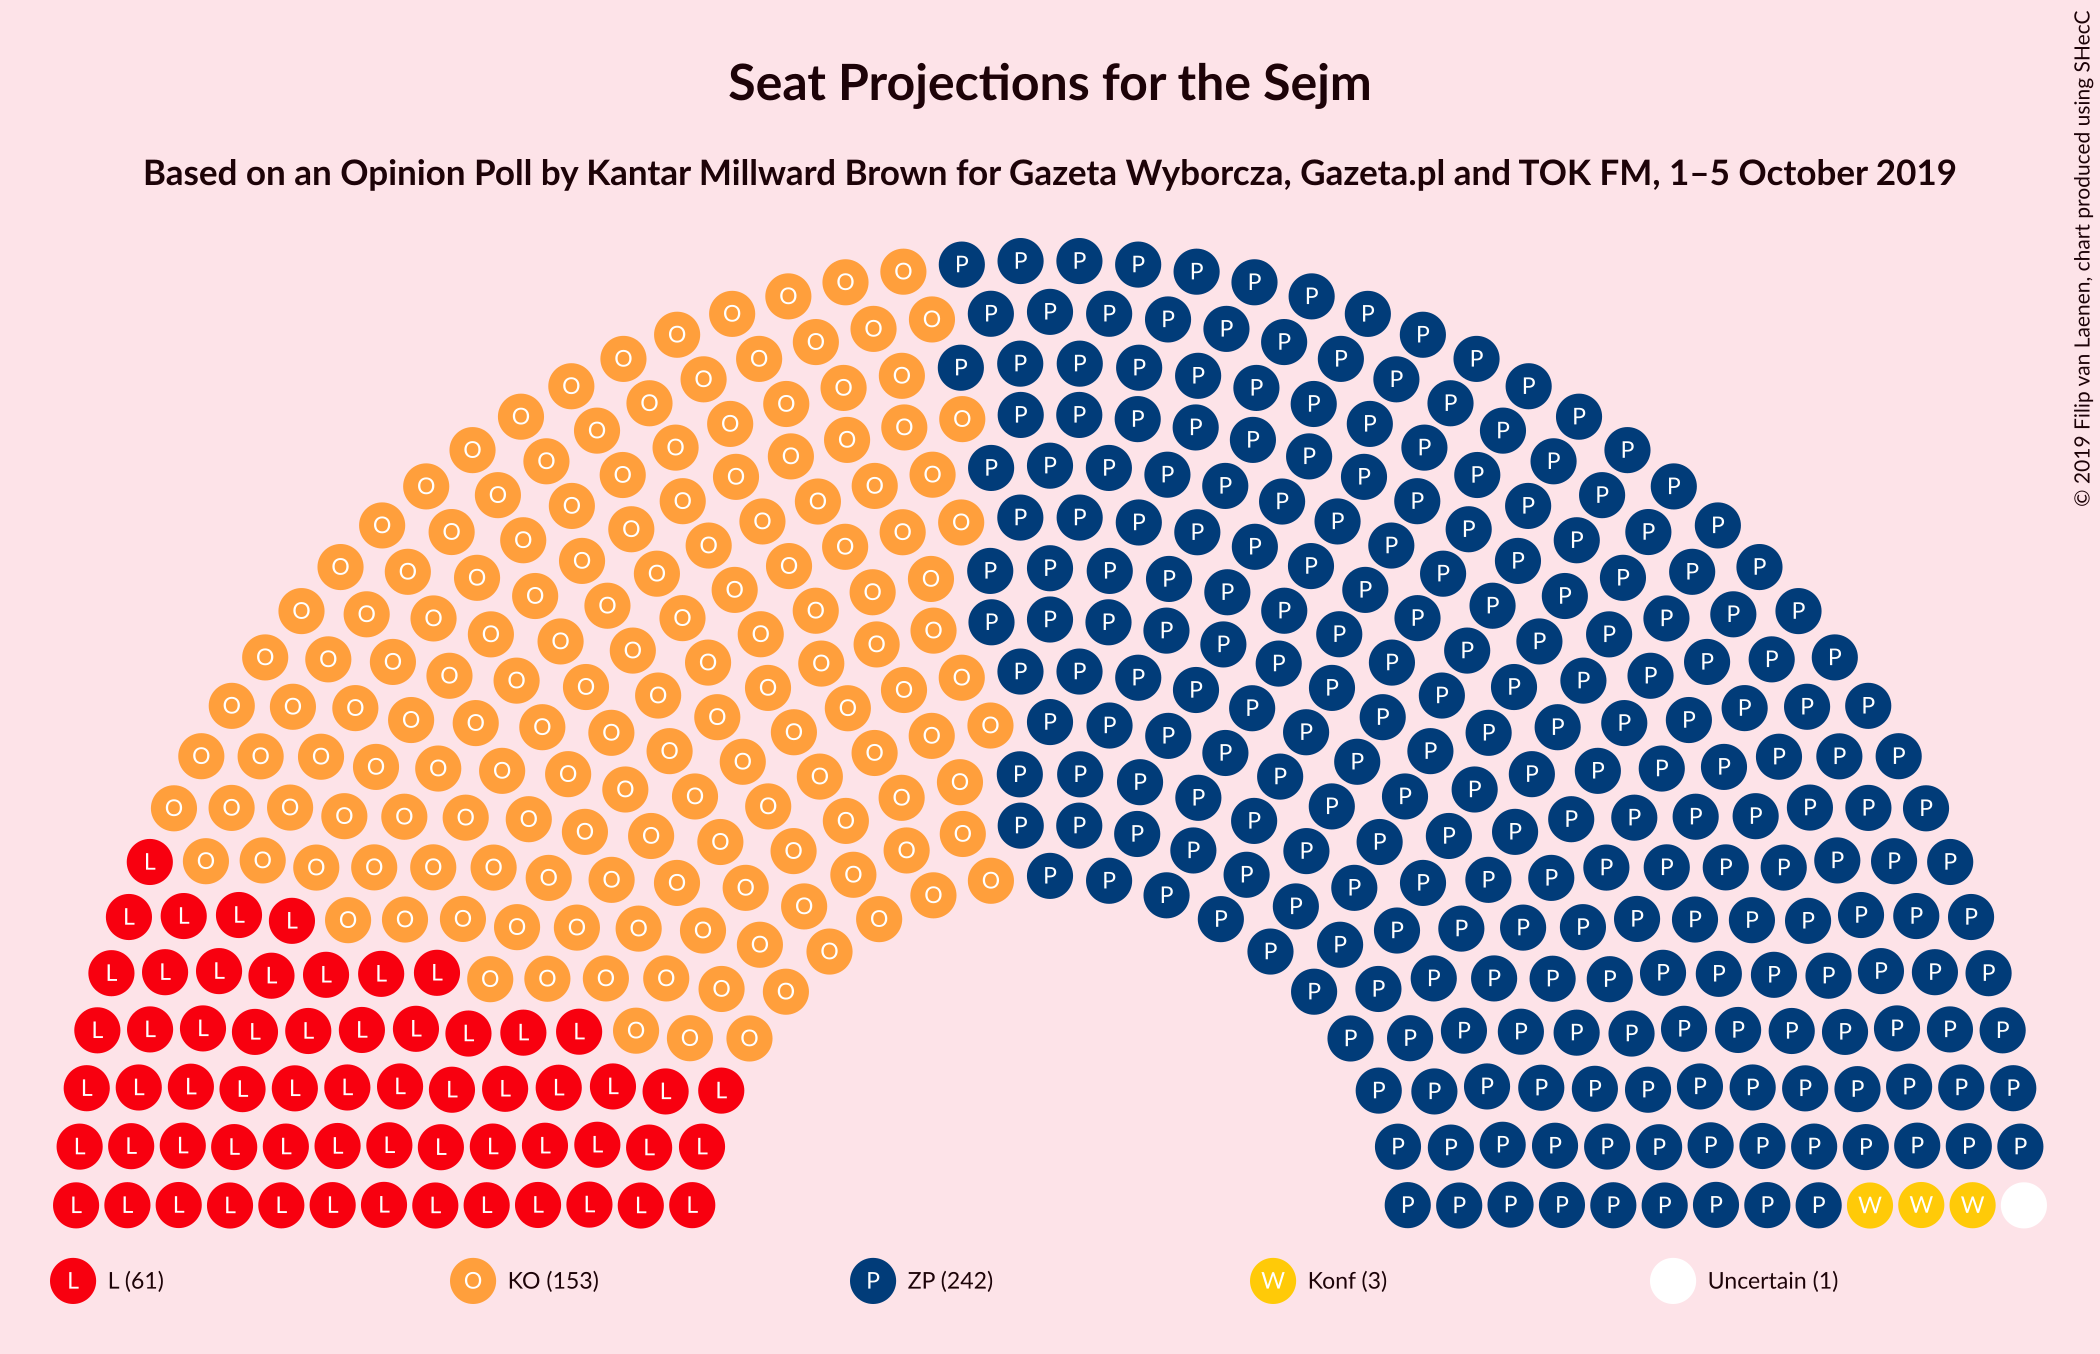 Seat Projections for the Sejm
Based on an Opinion Poll by Kantar Millward Brown for Gazeta Wyborcza, Gazeta.pl and TOK FM, 1–5 October 2019
© 2019 Filip van Laenen, chart produced using SHecC
L L (61)
O KO (153)
P ZP (242)
W Konf (3)
Uncertain (1)